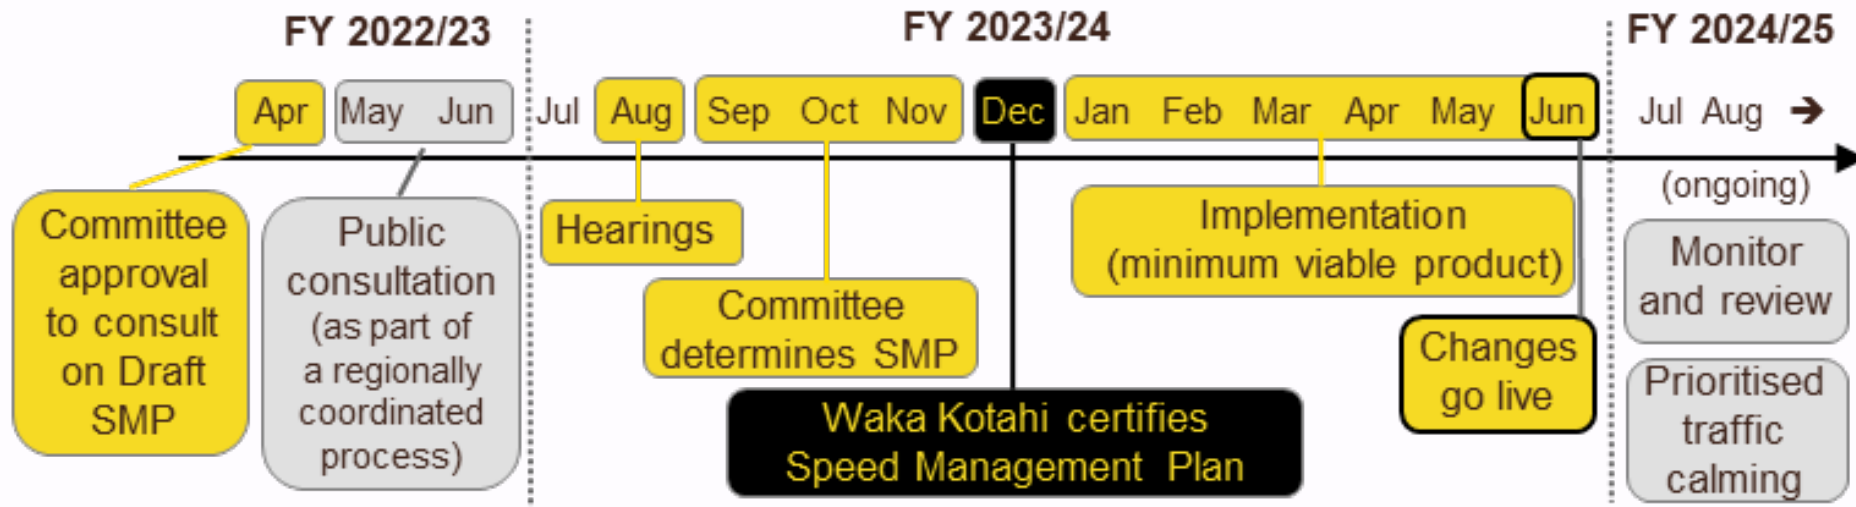 FY 2022/23
FY 2023/24
FY 2024/25
Apr May Jun Jul Aug Sep Oct Nov Dec Jan Feb Mar Apr May Jun Jul Aug →
(ongoing)
Committee
approval
to consult
on Draft
SMP
Public
consultation
(as part of
a regionally
coordinated
process)
Hearings
Committee
determines SMP
Waka Kotahi certifies
Speed Management Plan
Implementation
(minimum viable product)
Changes
go live
Monitor
and review
Prioritised
traffic
calming